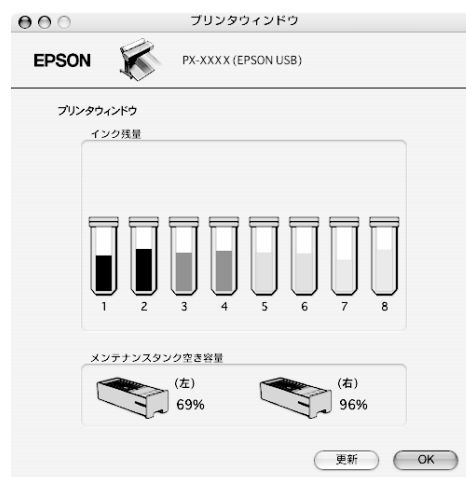 プリンタウィンドウ
EPSON PX-XXXX (EPSON USB)
プリンタウィンドウ
インク残量
1 2 3 4 5 6 7 8
メンテナンスタンク空き容量
(左) (右)
69% 96%
更新 OK